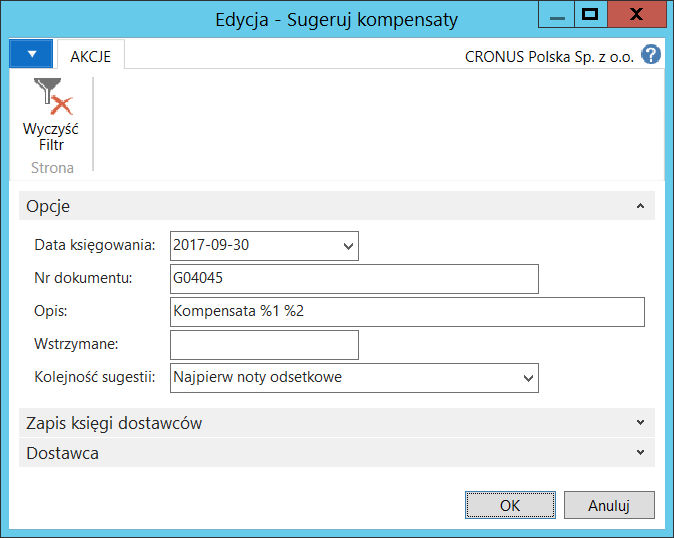 Edycja - Sugeruj kompensaty
AKCJE
CRONUS Polska Sp. z o.o.
?
Wyczyść
Filtr
Strona
Opcje
Data księgowania: 2017-09-30
Nr dokumentu: G04045
Opis: Kompensata %1 %2
Wstrzymane:
Kolejność sugestii: Najpierw noty odsetkowe
Zapis księgi dostawców
Dostawca
OK Anuluj